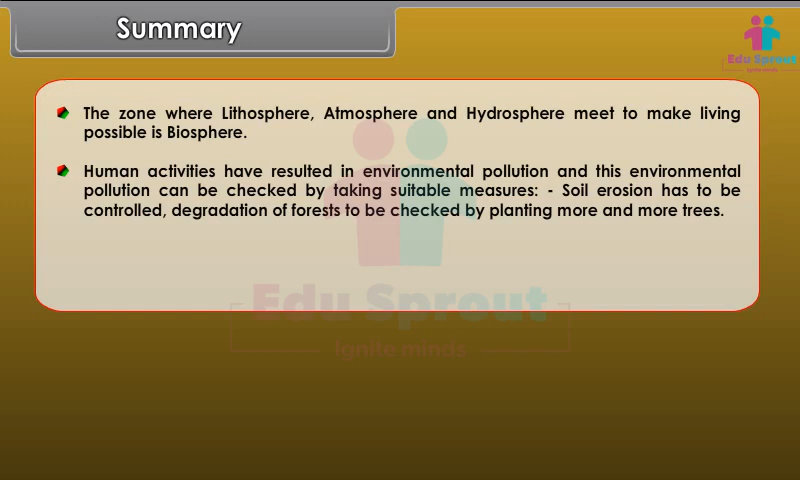 Summary
Edu Sprout
Ignite minds
The zone where Lithosphere, Atmosphere and Hydrosphere meet to make living
possible is Biosphere.
Human activities have resulted in environmental pollution and this environmental
pollution can be checked by taking suitable measures: - Soil erosion has to be
controlled, degradation of forests to be checked by planting more and more trees.
Edu Sprout
Ignite minds